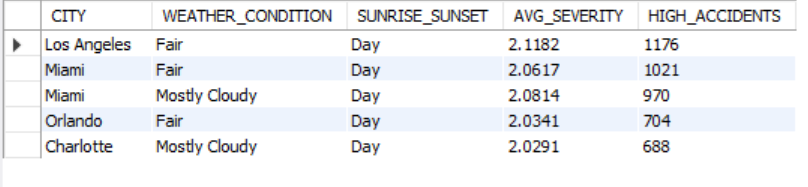 CITY WEATHER_CONDITION SUNRISE_SUNSET AVG_SEVERITY HIGH_ACCIDENTS
Los Angeles Fair Day 2.1182 1176
Miami Fair Day 2.0617 1021
Miami Mostly Cloudy Day 2.0814 970
Orlando Fair Day 2.0341 704
Charlotte Mostly Cloudy Day 2.0291 688